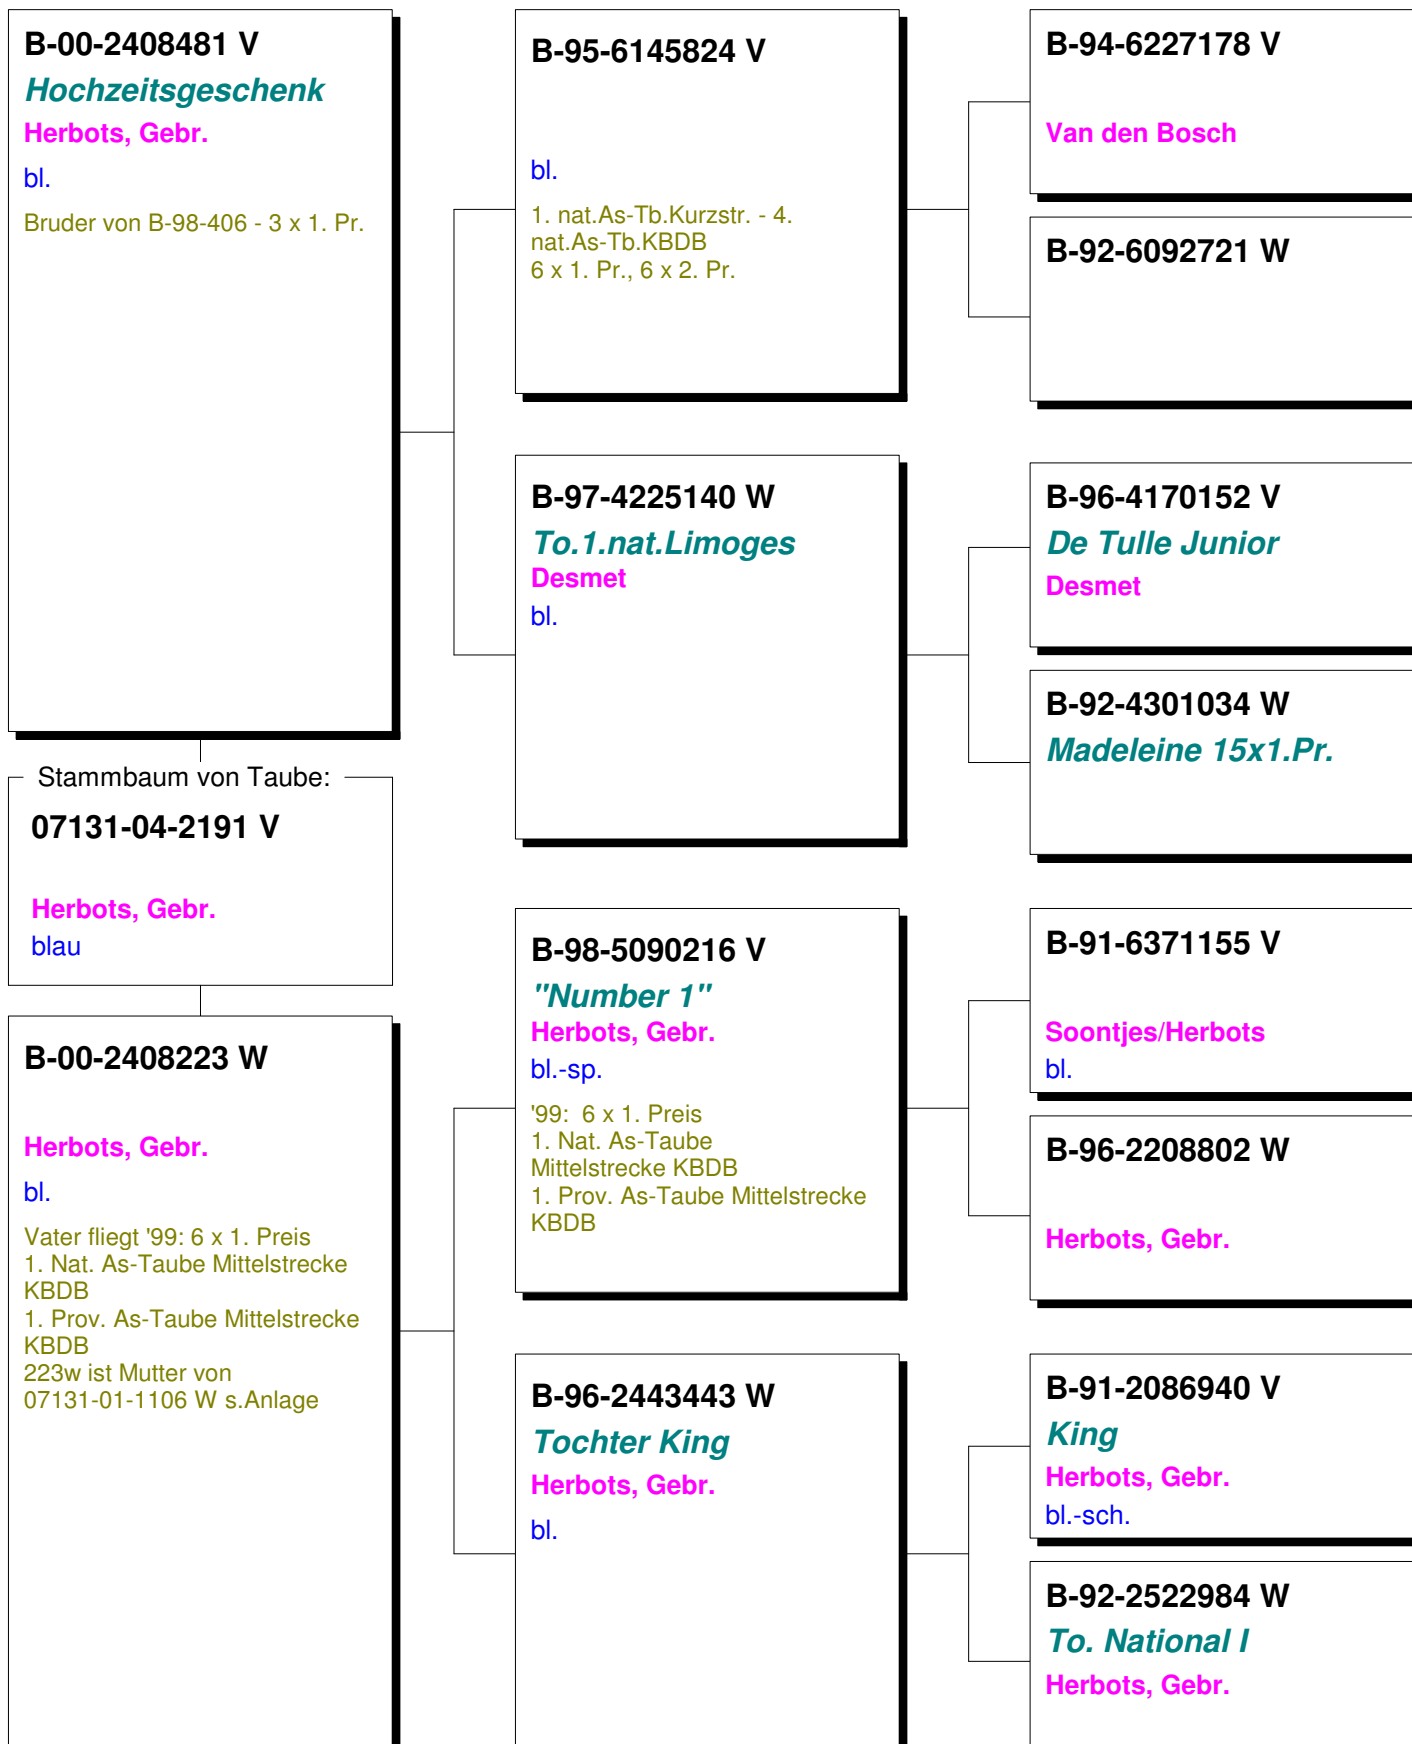 B-00-2408481 V
Hochzeitsgeschenk
Herbots, Gebr.
bl.
Bruder von B-98-406 - 3 x 1. Pr.
Stammbaum von Taube:
07131-04-2191 V
Herbots, Gebr.
blau
B-00-2408223 W
Herbots, Gebr.
bl.
Vater fliegt '99: 6 x 1. Preis
1. Nat. As-Taube Mittelstrecke
KBDB
1. Prov. As-Taube Mittelstrecke
KBDB
223w ist Mutter von
07131-01-1106 W s.Anlage
B-95-6145824 V
bl.
1. nat.As-Tb.Kurzstr. - 4.
nat.As-Tb.KBDB
6 x 1. Pr., 6 x 2. Pr.
B-97-4225140 W
To.1.nat.Limoges
Desmet
bl.
B-98-5090216 V
"Number 1"
Herbots, Gebr.
bl.-sp.
'99:  6 x 1. Preis
1. Nat. As-Taube
Mittelstrecke KBDB
1. Prov. As-Taube Mittelstrecke
KBDB
B-96-2443443 W
Tochter King
Herbots, Gebr.
bl.
B-94-6227178 V
Van den Bosch
B-92-6092721 W
B-96-4170152 V
De Tulle Junior
Desmet
B-92-4301034 W
Madeleine 15x1.Pr.
B-91-6371155 V
Soontjes/Herbots
bl.
B-96-2208802 W
Herbots, Gebr.
B-91-2086940 V
King
Herbots, Gebr.
bl.-sch.
B-92-2522984 W
To. National I
Herbots, Gebr.